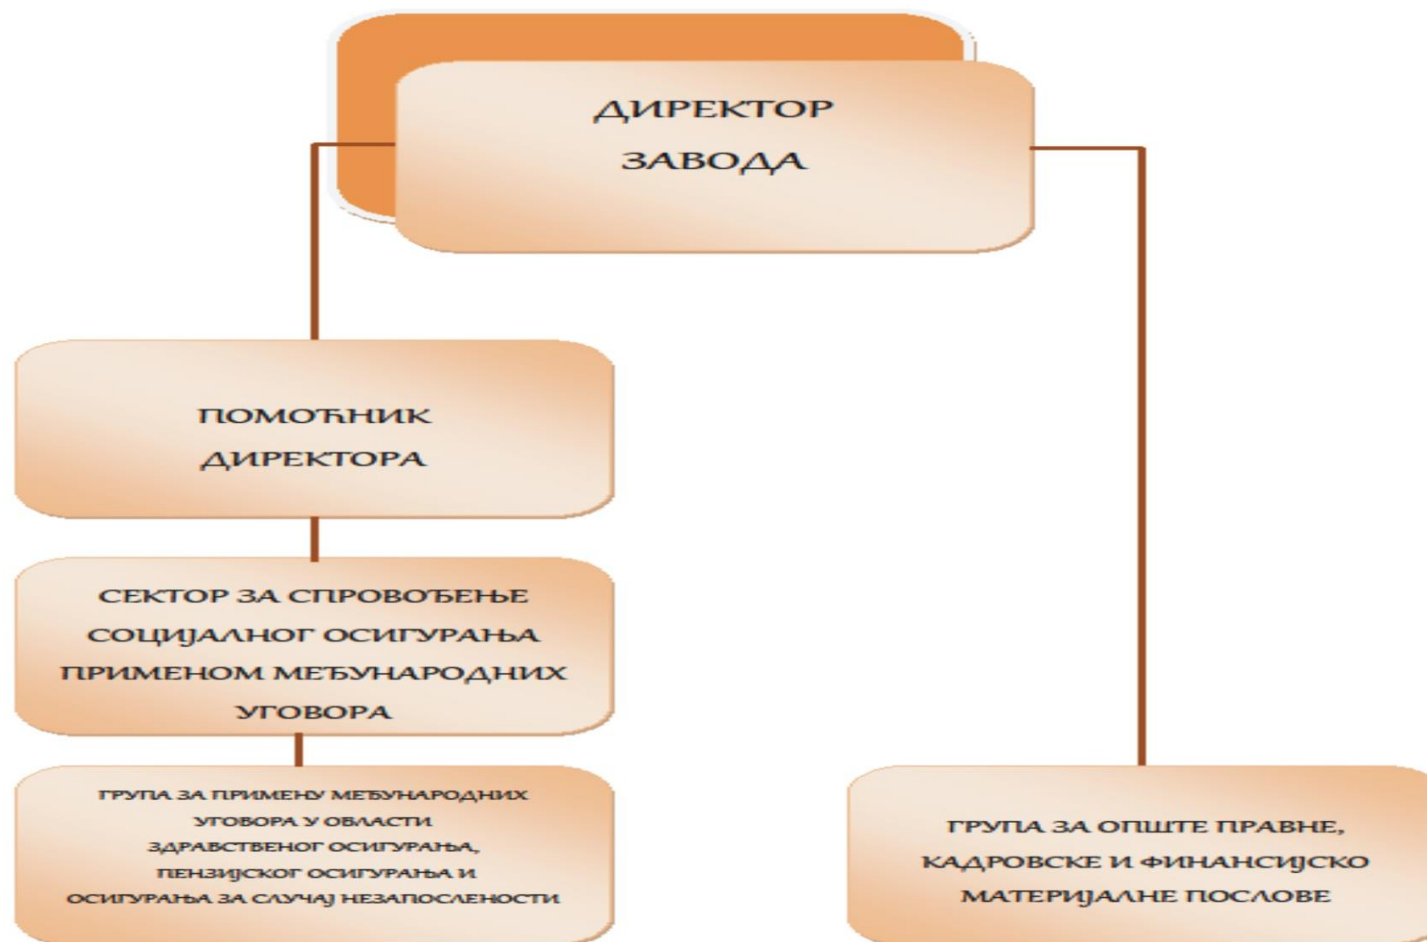 ДИРЕКТОР
ЗАВОДА
ПОМОЋНИК
ДИРЕКТОРА
СЕКТОР ЗА СПРОВОЂЕЊЕ
СОЦИЈАЛНОГ ОСИГУРАЊА
ПРИМЕНОМ МЕЂУНАРОДНИХ
УГОВОРА
ГРУПА ЗА ПРИМЕНУ МЕЂУНАРОДНИХ
УГОВОРА У ОБЛАСТИ
ЗДРАВСТВЕНОГ ОСИГУРАЊА,
ПЕНЗИЈСКОГ ОСИГУРАЊА И
ОСИГУРАЊА ЗА СЛУЧАЈ НЕЗАПОСЛЕНОСТИ
ГРУПА ЗА ОПШТЕ ПРАВНЕ,
КАДРОВСКЕ И ФИНАНСИЈСКО
МАТЕРИЈАЛНЕ ПОСЛОВЕ